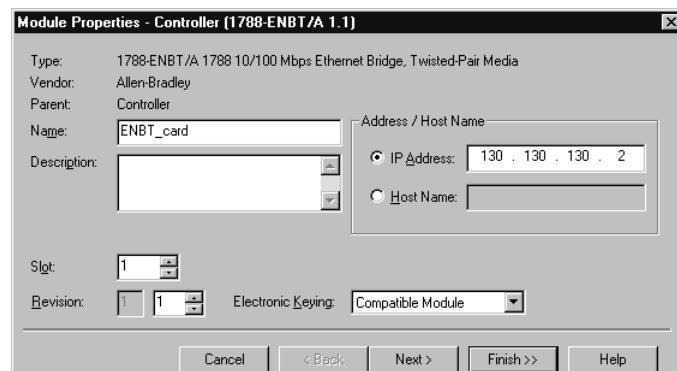 Module Properties - Controller (1788-ENBT/A 1.1)
Type: 1788-ENBT/A 1788 10/100 Mbps Ethernet Bridge, Twisted-Pair Media
Vendor: Allen-Bradley
Parent: Controller
Name: ENBT_card
Address / Host Name
Description:
IP Address: 130 . 130 . 130 . 2
Host Name:
Slot: 1
Revision: 1 1 Electronic Keying: Compatible Module
Cancel < Back Next > Finish >> Help